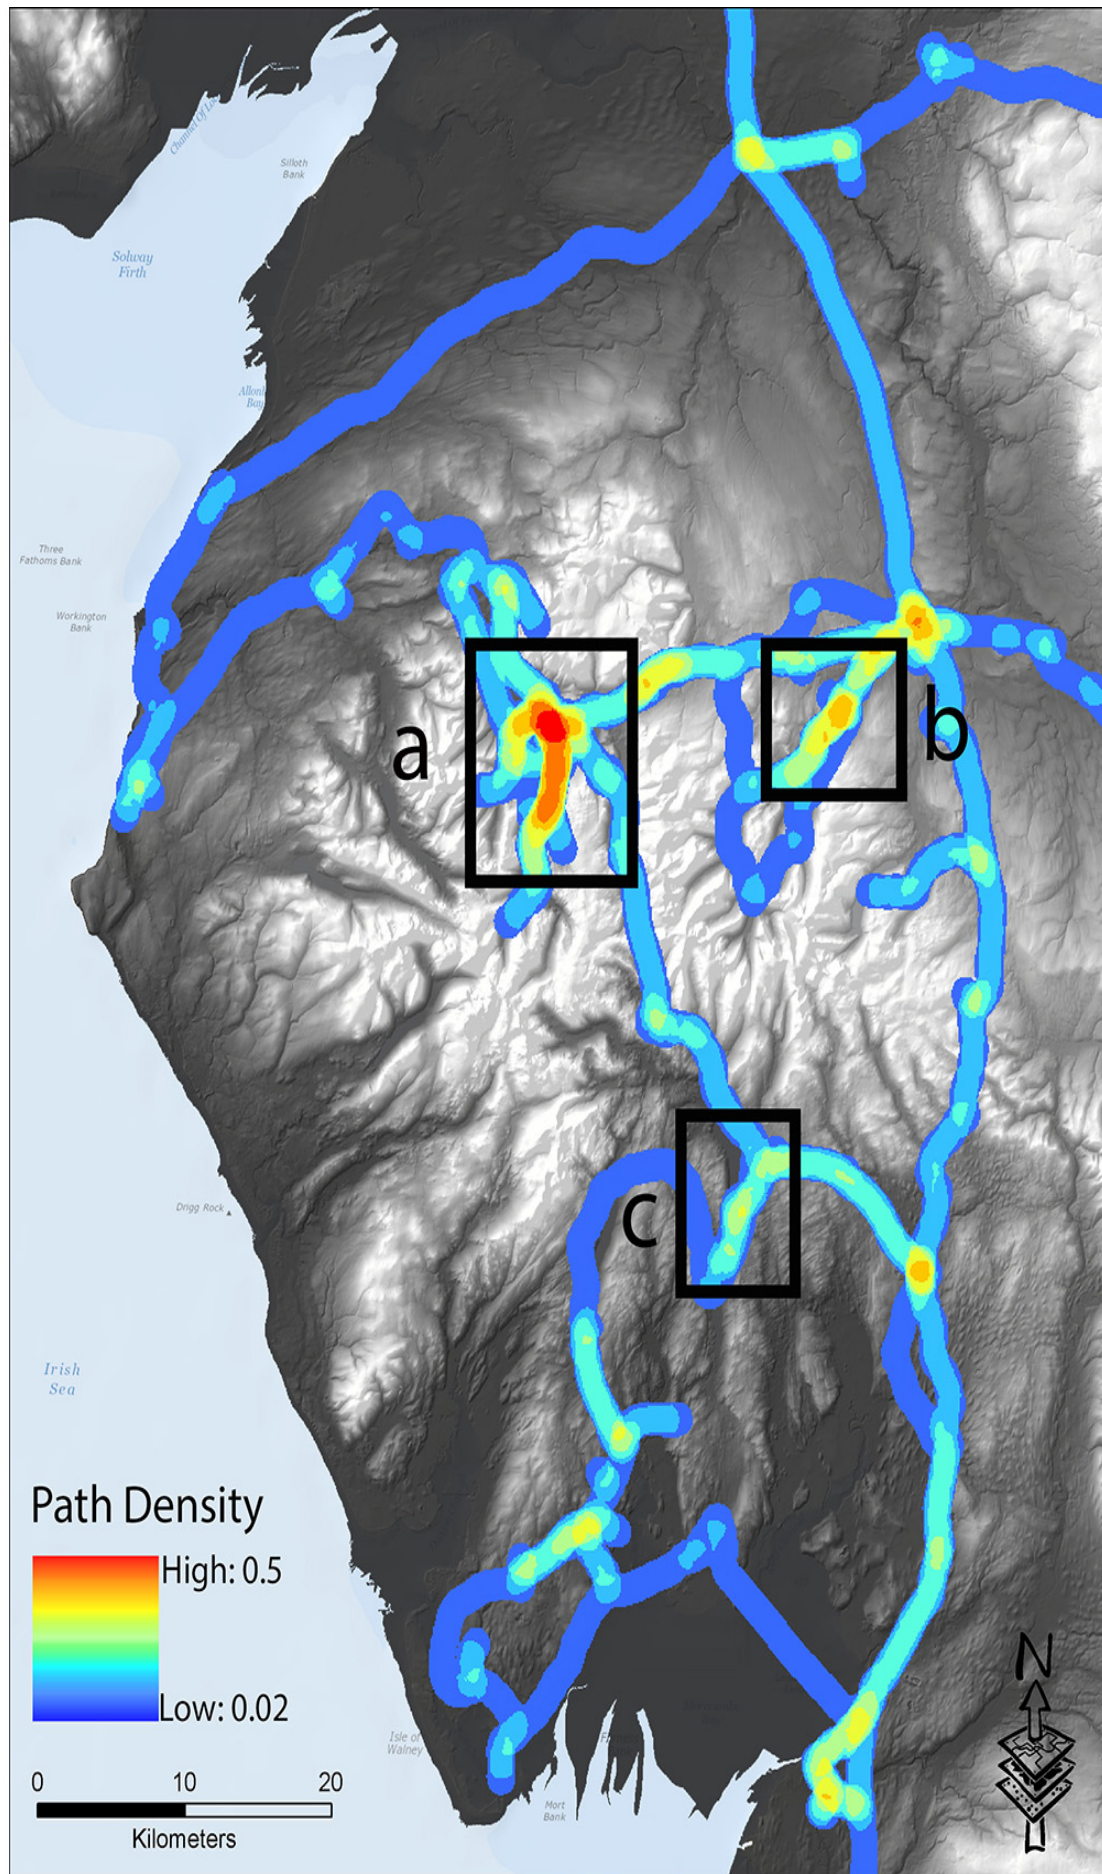 Silloth
Bank
Solway
Firth
Three
Fathoms Bank
Workington
Bank
a
b
c
Drigg Rock
Irish
Sea
Path Density
High: 0.5
Low: 0.02
0 10 20
Kilometers
Isle of
Walney
Mort
Bank
N